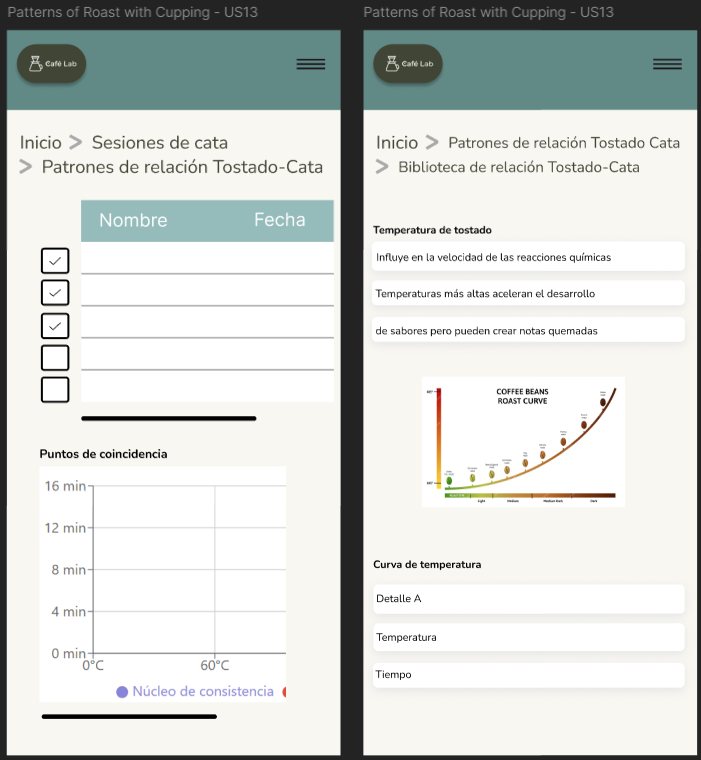 Patterns of Roast with Cupping - US13
Café Lab
Inicio > Sesiones de cata
> Patrones de relación Tostado-Cata
Nombre Fecha
Puntos de coincidencia
16 min
12 min
8 min
4 min
0 min
0°C 60°C
Núcleo de consistencia
Patterns of Roast with Cupping - US13
Café Lab
Inicio > Patrones de relación Tostado Cata
> Biblioteca de relación Tostado-Cata
Temperatura de tostado
Influye en la velocidad de las reacciones químicas
Temperaturas más altas aceleran el desarrollo
de sabores pero pueden crear notas quemadas
COFFEE BEANS
ROAST CURVE
Light Medium Medium Dark Dark
Curva de temperatura
Detalle A
Temperatura
Tiempo